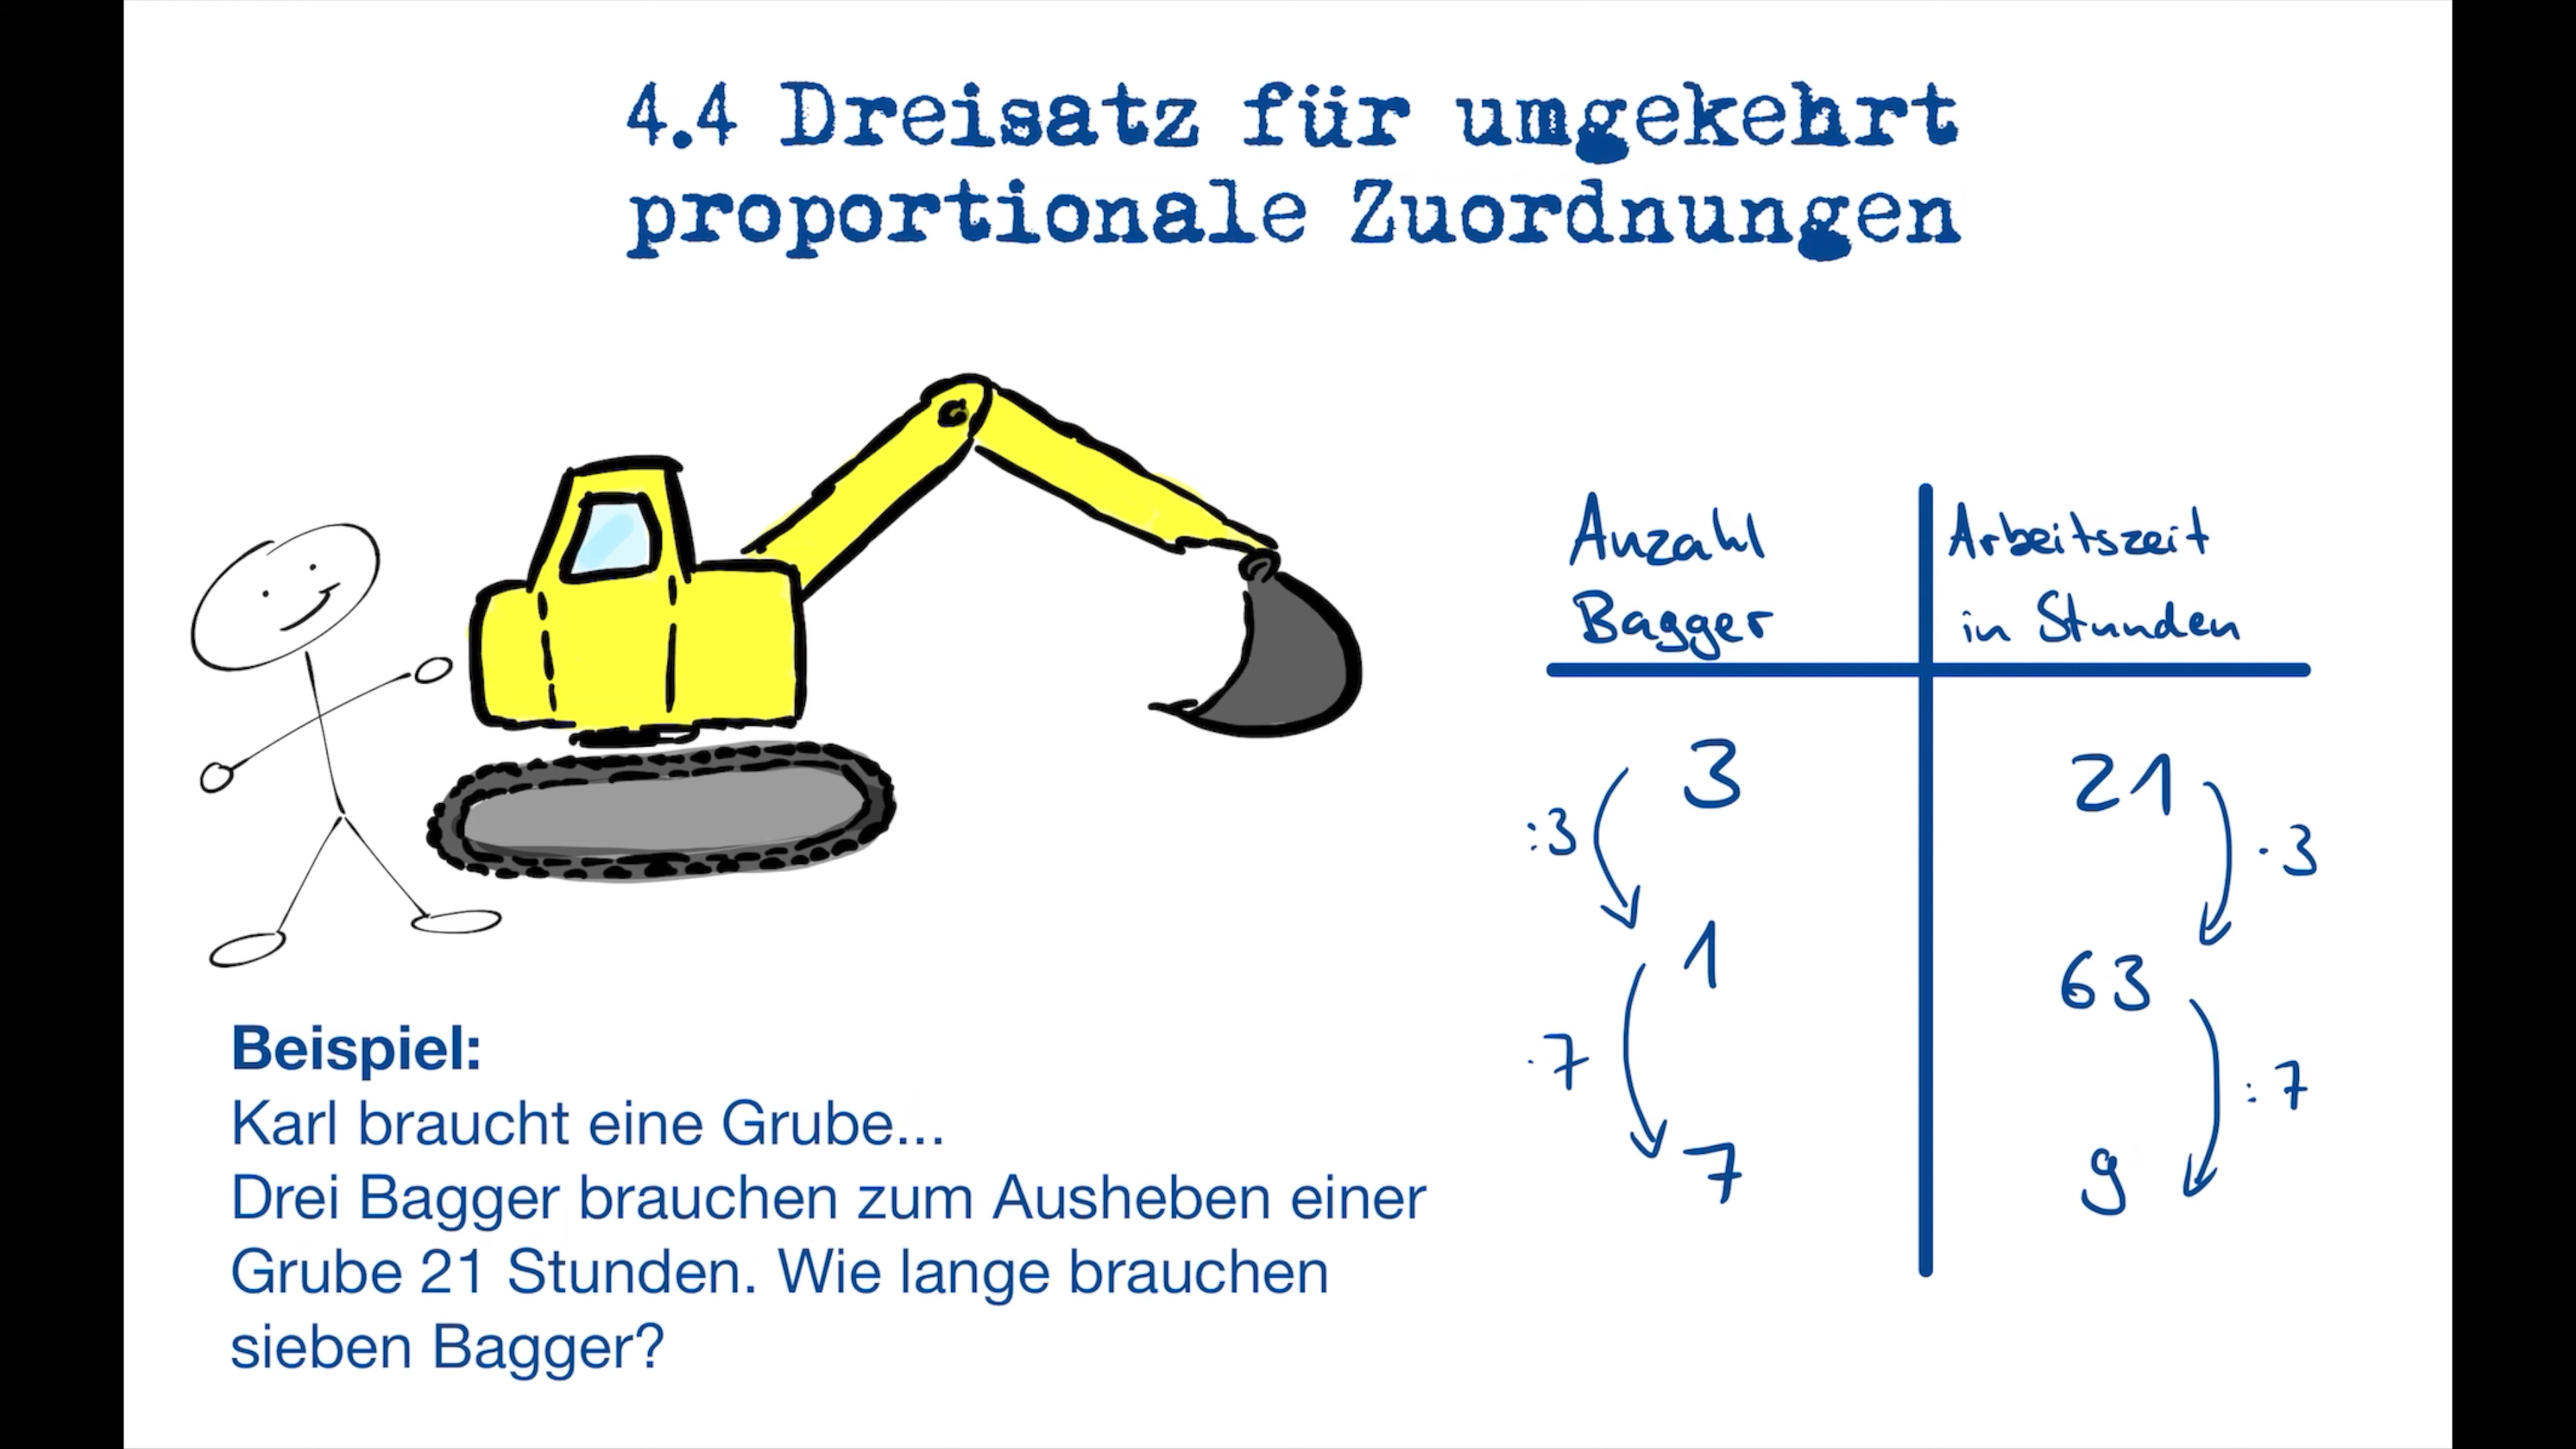 4.4 Dreisatz für umgekehrt
proportionale Zuordnungen
Anzahl
Bagger
Arbeitszeit
in Stunden
3
21
:3
·3
1
63
·7
:7
7
9
Beispiel:
Karl braucht eine Grube...
Drei Bagger brauchen zum Ausheben einer
Grube 21 Stunden. Wie lange brauchen
sieben Bagger?